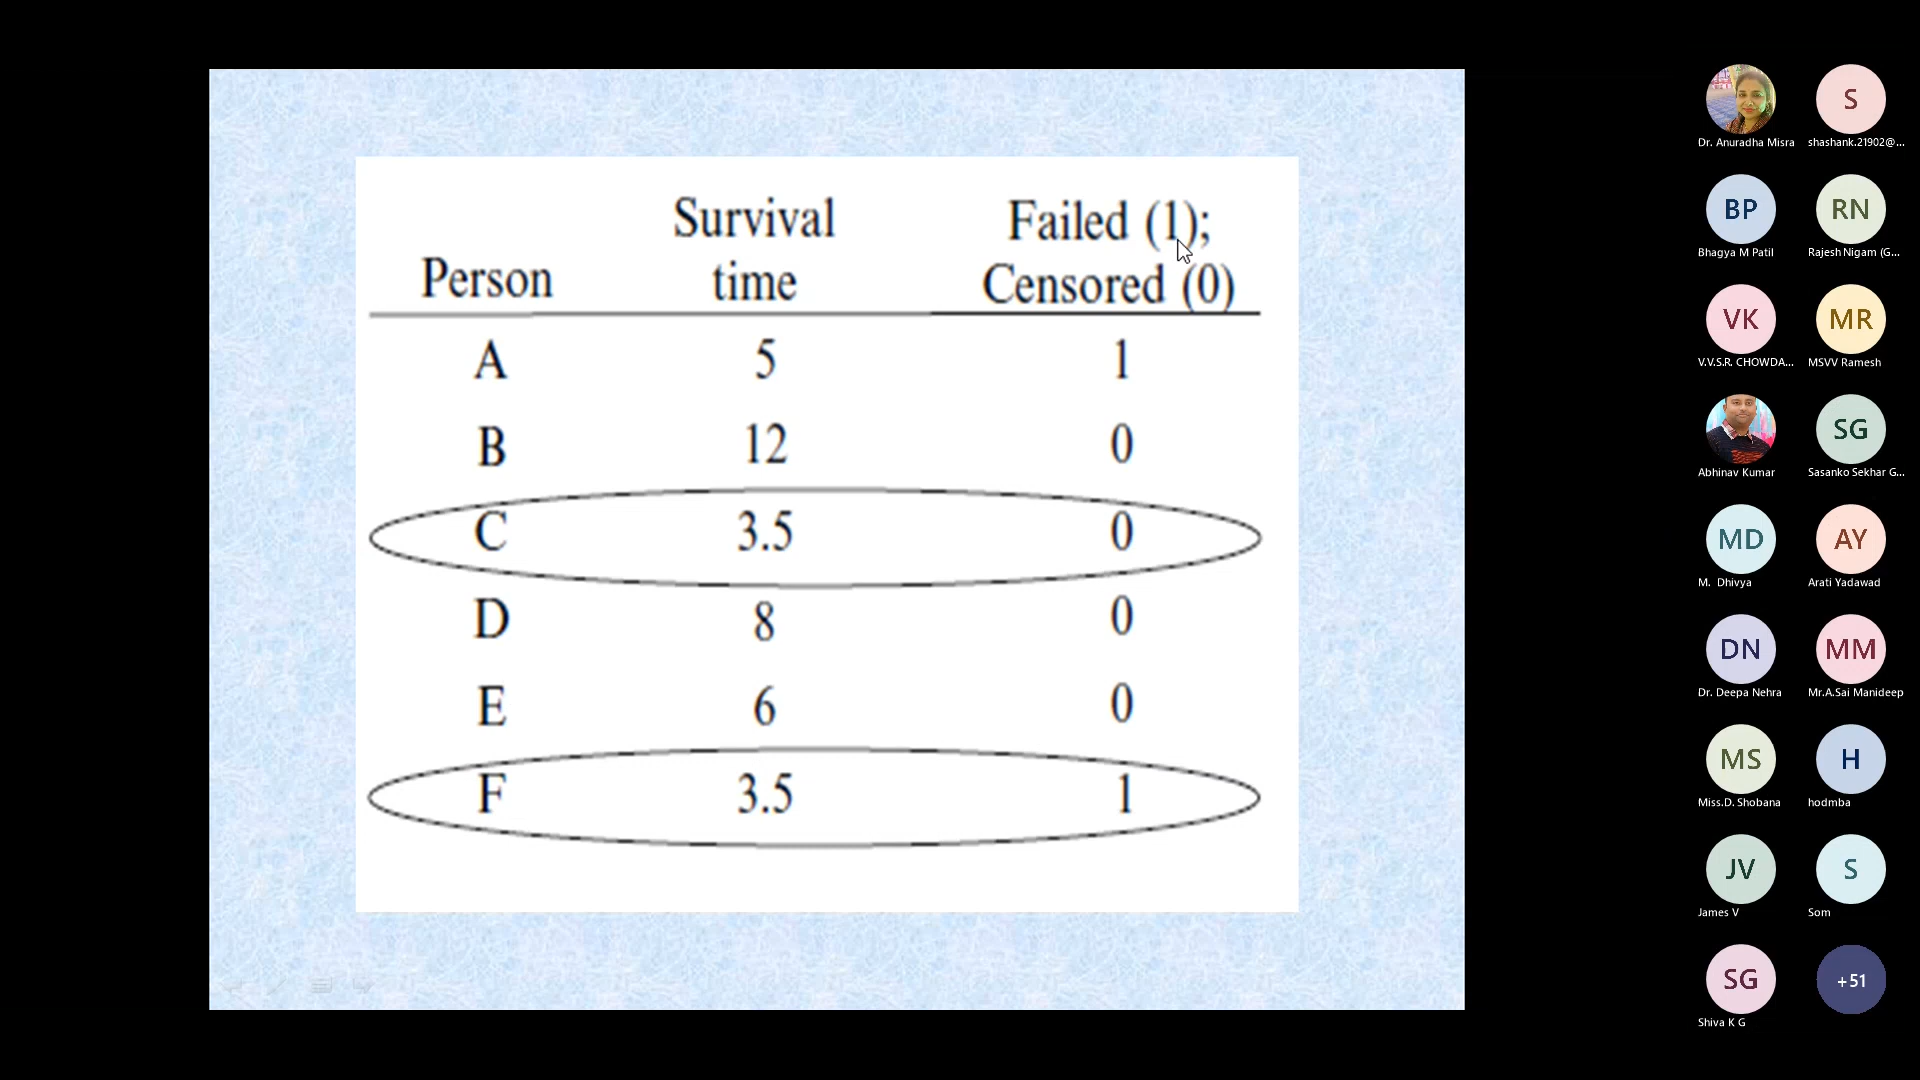 Survival Failed (1);
Person time Censored (0)
A 5 1
B 12 0
C 3.5 0
D 8 0
E 6 0
F 3.5 1
S
Dr. Anuradha Misra shashank.21902@...
BP RN
Bhagya M Patil Rajesh Nigam (G...
VK MR
V.V.S.R. CHOWDA... MSVV Ramesh
SG
Abhinav Kumar Sasanko Sekhar G...
MD AY
M. Dhivya Arati Yadawad
DN MM
Dr. Deepa Nehra Mr.A.Sai Manideep
MS H
Miss.D. Shobana hodmba
JV S
James V Som
SG +51
Shiva K G